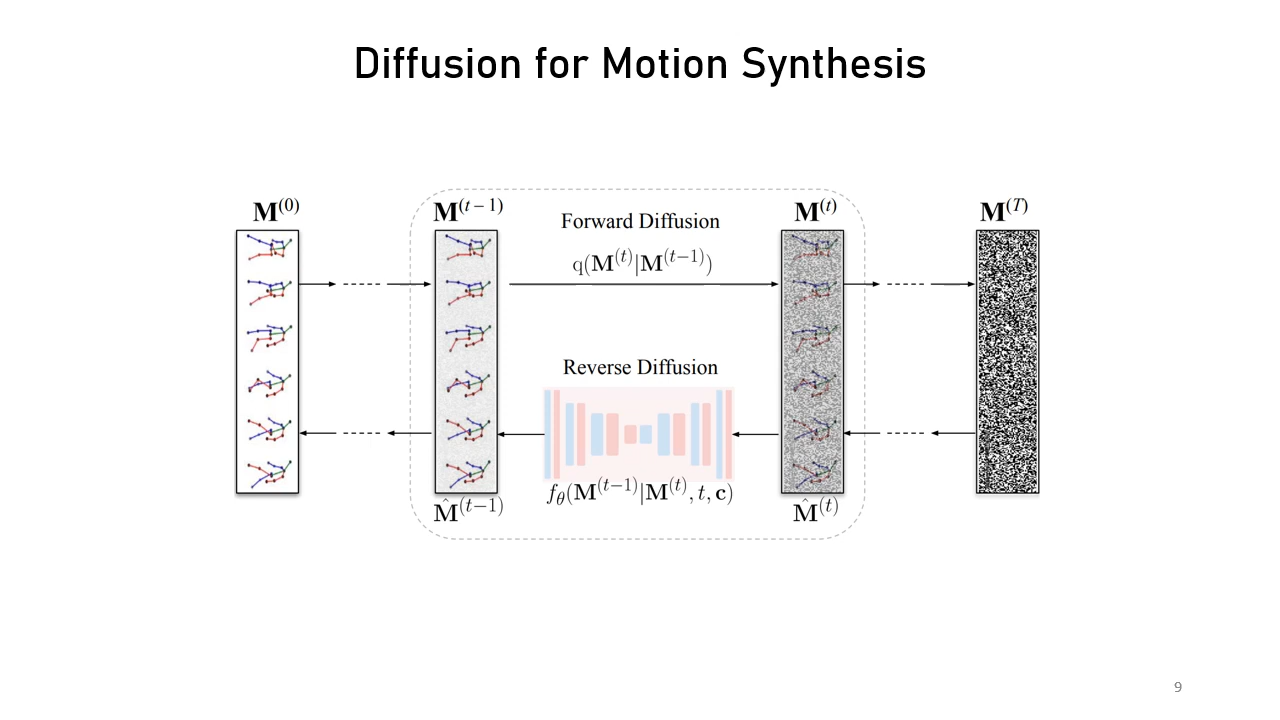 Diffusion for Motion Synthesis
M^(0)
M^(t-1)
Forward Diffusion
q(M^(t)|M^(t-1))
M^(t)
M^(T)
Reverse Diffusion
f_θ(M^(t-1)|M^(t), t, c)
M̂^(t-1)
M̂^(t)
9